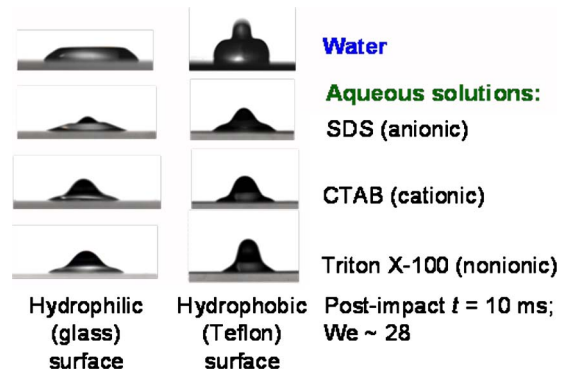 Water
Aqueous solutions:
SDS (anionic)
CTAB (cationic)
Triton X-100 (nonionic)
Hydrophilic
(glass)
surface
Hydrophobic
(Teflon)
surface
Post-impact t = 10 ms;
We ~ 28